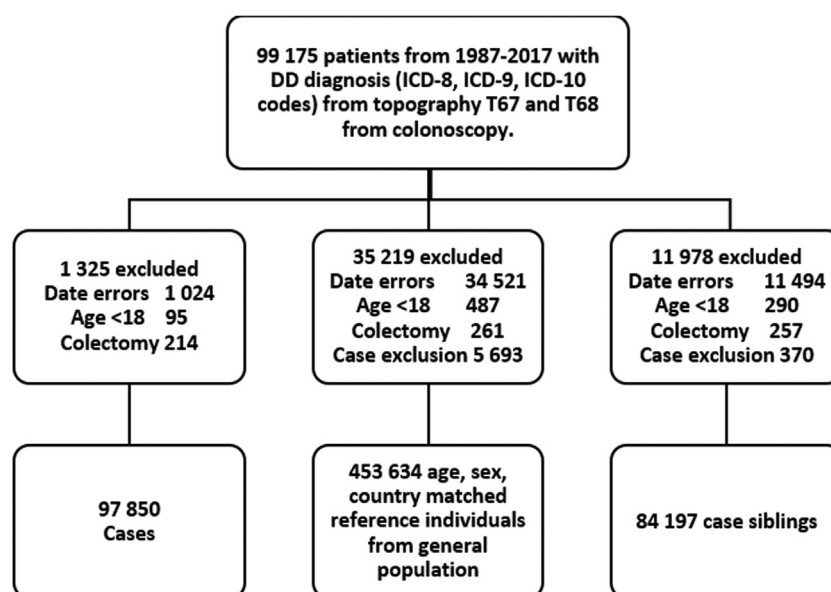 99 175 patients from 1987-2017 with
DD diagnosis (ICD-8, ICD-9, ICD-10
codes) from topography T67 and T68
from colonoscopy.
1 325 excluded
Date errors 1 024
Age <18 95
Colectomy 214
35 219 excluded
Date errors 34 521
Age <18 487
Colectomy 261
Case exclusion 5 693
11 978 excluded
Date errors 11 494
Age <18 290
Colectomy 257
Case exclusion 370
97 850
Cases
453 634 age, sex,
country matched
reference individuals
from general
population
84 197 case siblings